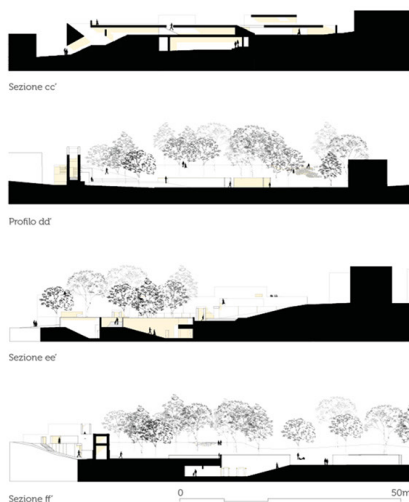 Sezione cc'
Profilo dd'
Sezione ee'
Sezione ff'
0 50m